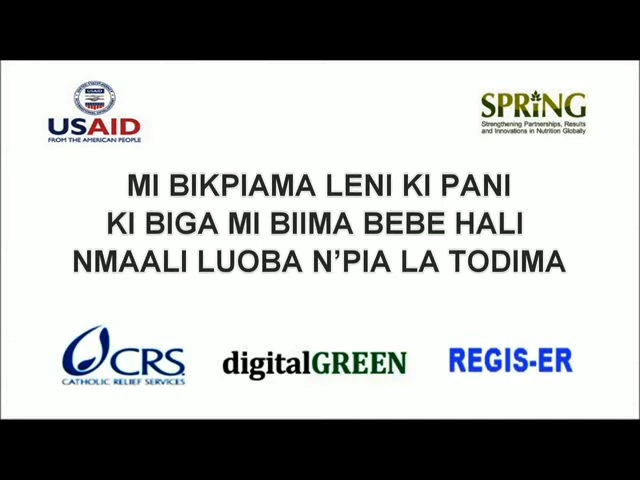 USAID
FROM THE AMERICAN PEOPLE
SPRING
Strengthening Partnerships, Results
and Innovations in Nutrition Globally
MI BIKPIAMA LENI KI PANI
KI BIGA MI BIIMA BEBE HALI
NMAALI LUOBA N'PIA LA TODIMA
CRS
CATHOLIC RELIEF SERVICES
digitalGREEN
REGIS-ER